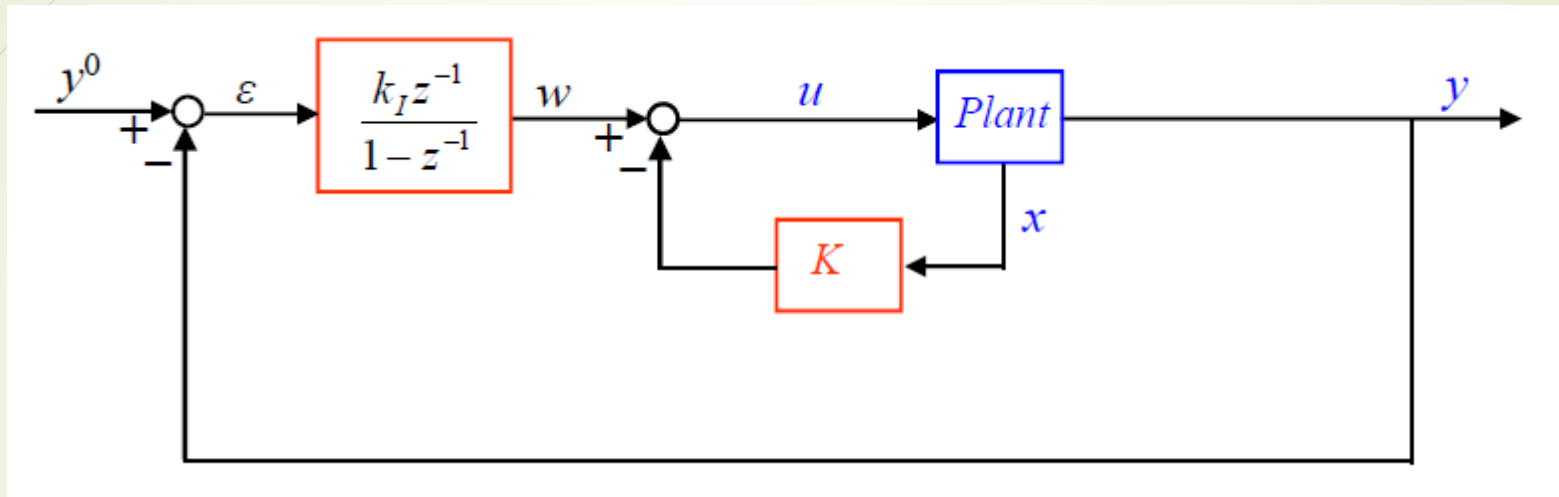 y⁰
+
−
ε
k_I z⁻¹
1 − z⁻¹
w
+
−
u
Plant
y
x
K